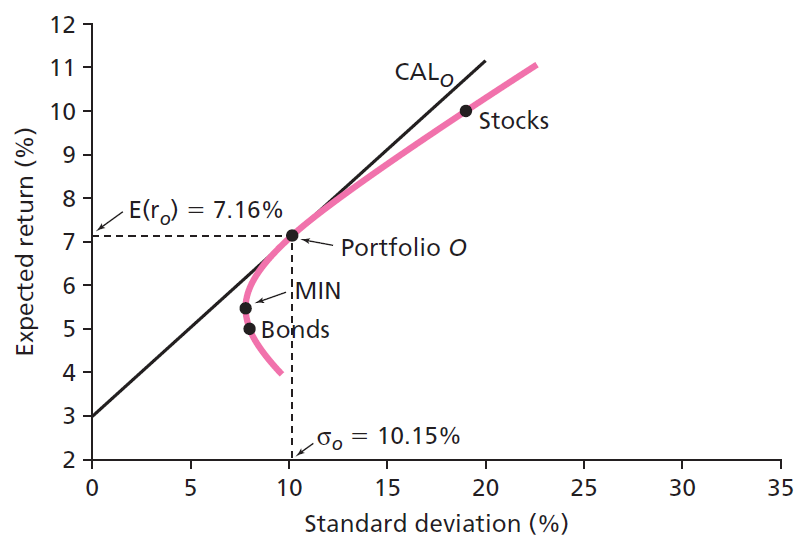 12
11
10
9
8
7
6
5
4
3
2
Expected return (%)
CALO
Stocks
E(ro) = 7.16%
Portfolio O
MIN
Bonds
σo = 10.15%
0 5 10 15 20 25 30 35
Standard deviation (%)